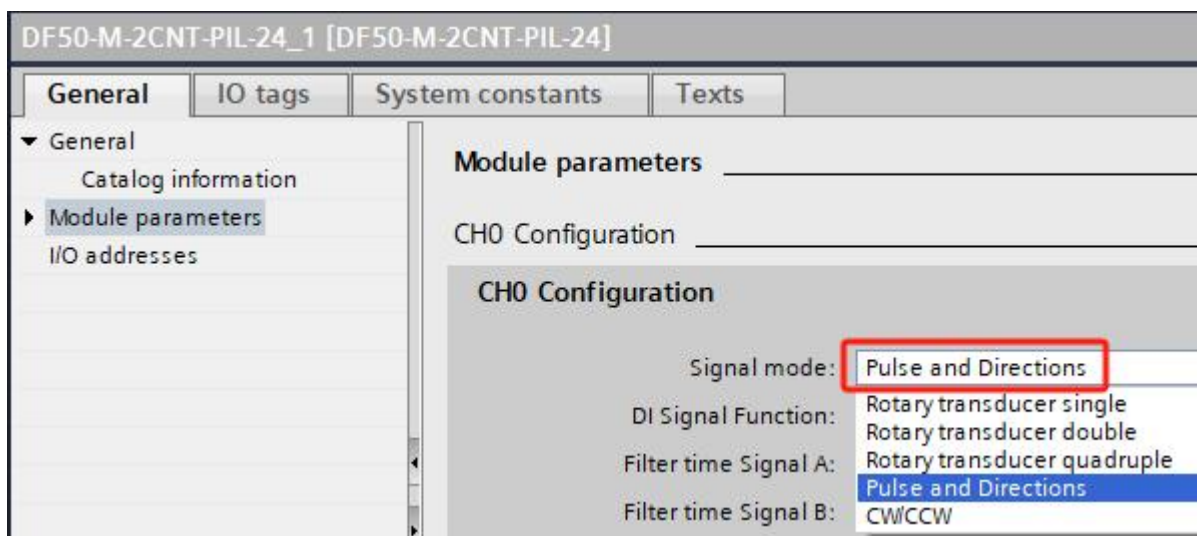 DF50-M-2CNT-PIL-24_1 [DF50-M-2CNT-PIL-24]
General IO tags System constants Texts
General
Catalog information
Module parameters
I/O addresses
Module parameters
CH0 Configuration
CH0 Configuration
Signal mode: Pulse and Directions
DI Signal Function:
Filter time Signal A:
Filter time Signal B:
Rotary transducer single
Rotary transducer double
Rotary transducer quadruple
Pulse and Directions
CW/CCW